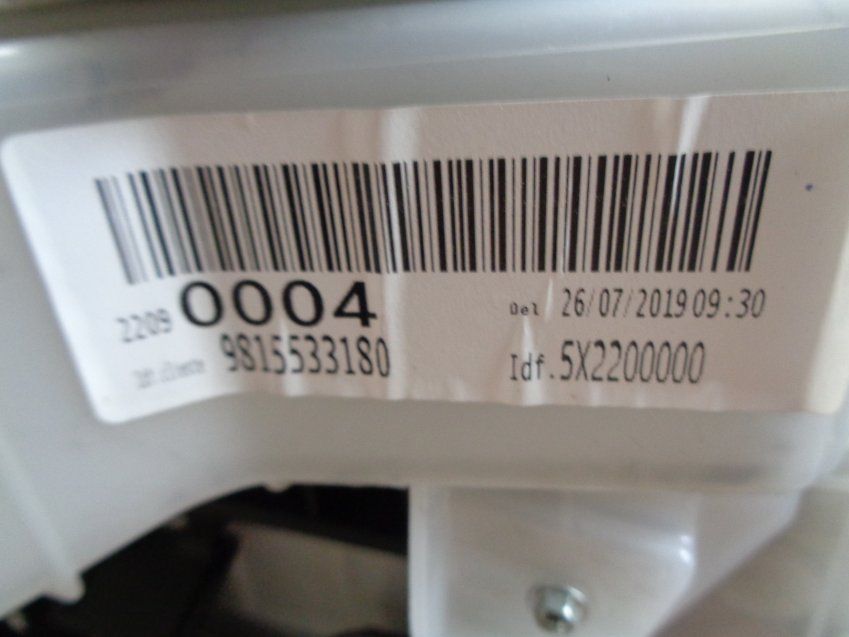 2209 0004 Del 26/07/2019 09:30
9815533180 Idf. 5X2200000